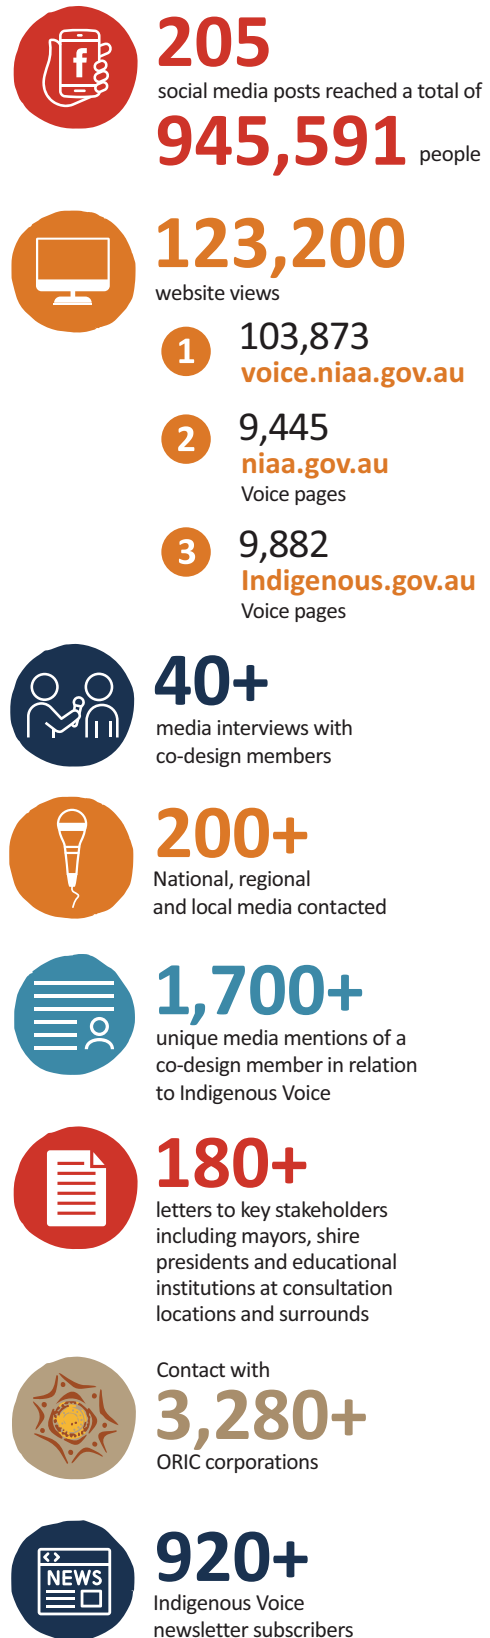 f
205
social media posts reached a total of
945,591 people
123,200
website views
1
103,873
voice.niaa.gov.au
2
9,445
niaa.gov.au
Voice pages
3
9,882
Indigenous.gov.au
Voice pages
40+
media interviews with
co-design members
200+
National, regional
and local media contacted
1,700+
unique media mentions of a
co-design member in relation
to Indigenous Voice
180+
letters to key stakeholders
including mayors, shire
presidents and educational
institutions at consultation
locations and surrounds
Contact with
3,280+
ORIC corporations
NEWS
920+
Indigenous Voice
newsletter subscribers